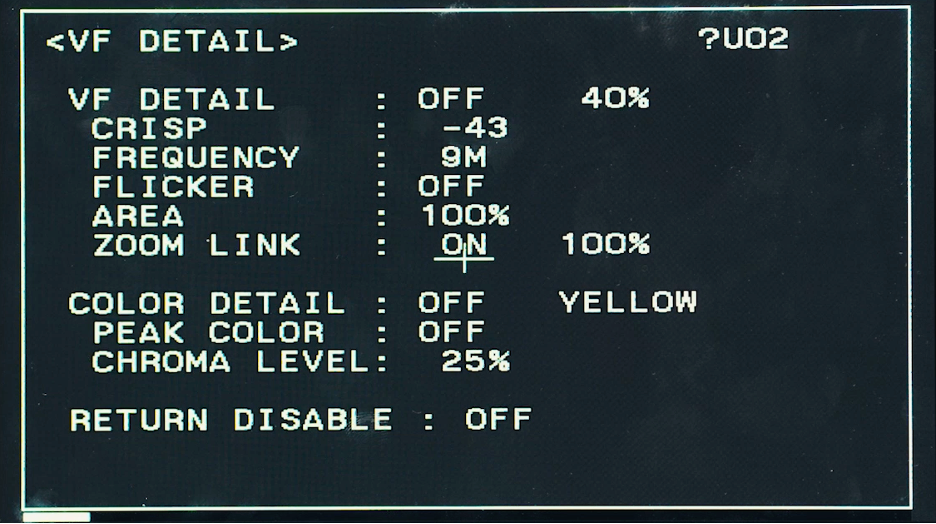 <VF DETAIL> ?U02
VF DETAIL : OFF 40%
CRISP : -43
FREQUENCY : 9M
FLICKER : OFF
AREA : 100%
ZOOM LINK : ON 100%
COLOR DETAIL : OFF YELLOW
PEAK COLOR : OFF
CHROMA LEVEL: 25%
RETURN DISABLE : OFF